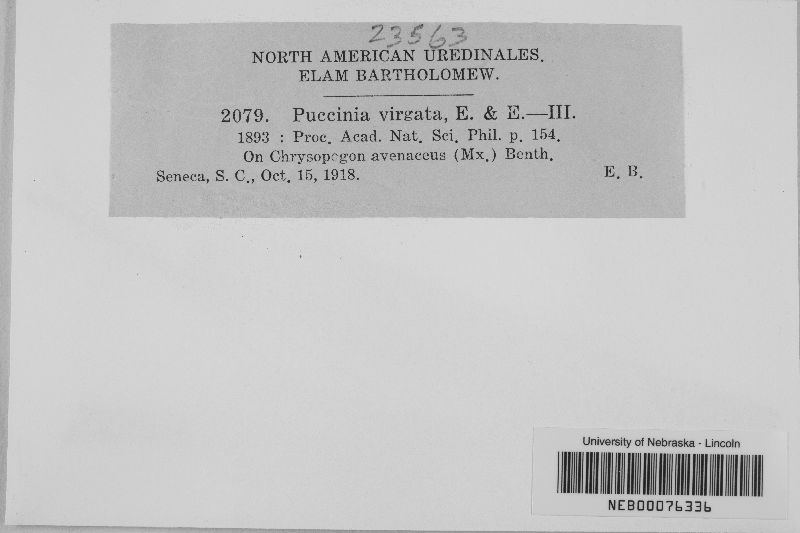 23563
NORTH AMERICAN UREDINALES.
ELAM BARTHOLOMEW.
2079. Puccinia virgata, E. & E.—III.
1893 : Proc. Acad. Nat. Sci. Phil. p. 154.
On Chrysopogon avenaceus (Mx.) Benth.
Seneca, S. C., Oct. 15, 1918. E. B.
University of Nebraska - Lincoln
NEB00076336